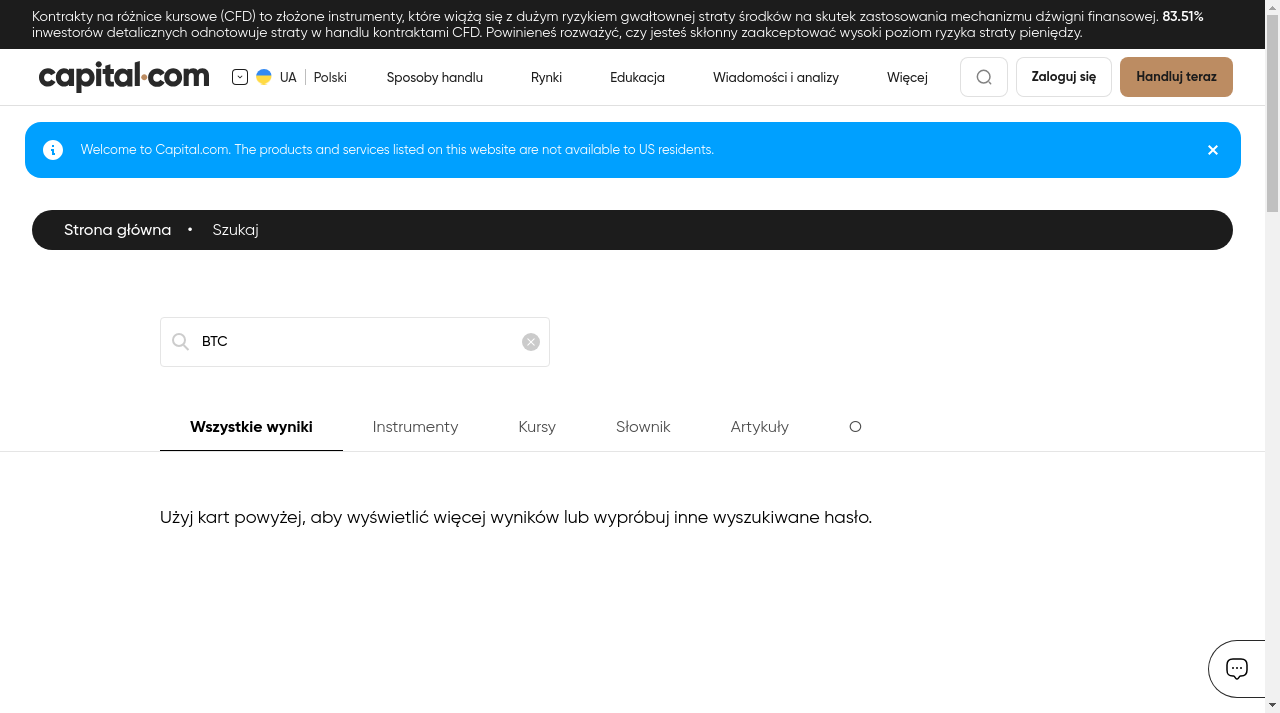 Kontrakty na różnice kursowe (CFD) to złożone instrumenty, które wiążą się z dużym ryzykiem gwałtownej straty środków na skutek zastosowania mechanizmu dźwigni finansowej. 83.51%
inwestorów detalicznych odnotowuje straty w handlu kontraktami CFD. Powinieneś rozważyć, czy jesteś skłonny zaakceptować wysoki poziom ryzyka straty pieniędzy.
capital.com UA Polski Sposoby handlu Rynki Edukacja Wiadomości i analizy Więcej Zaloguj się Handluj teraz
Welcome to Capital.com. The products and services listed on this website are not available to US residents.
Strona główna • Szukaj
BTC
Wszystkie wyniki Instrumenty Kursy Słownik Artykuły O
Użyj kart powyżej, aby wyświetlić więcej wyników lub wypróbuj inne wyszukiwane hasło.